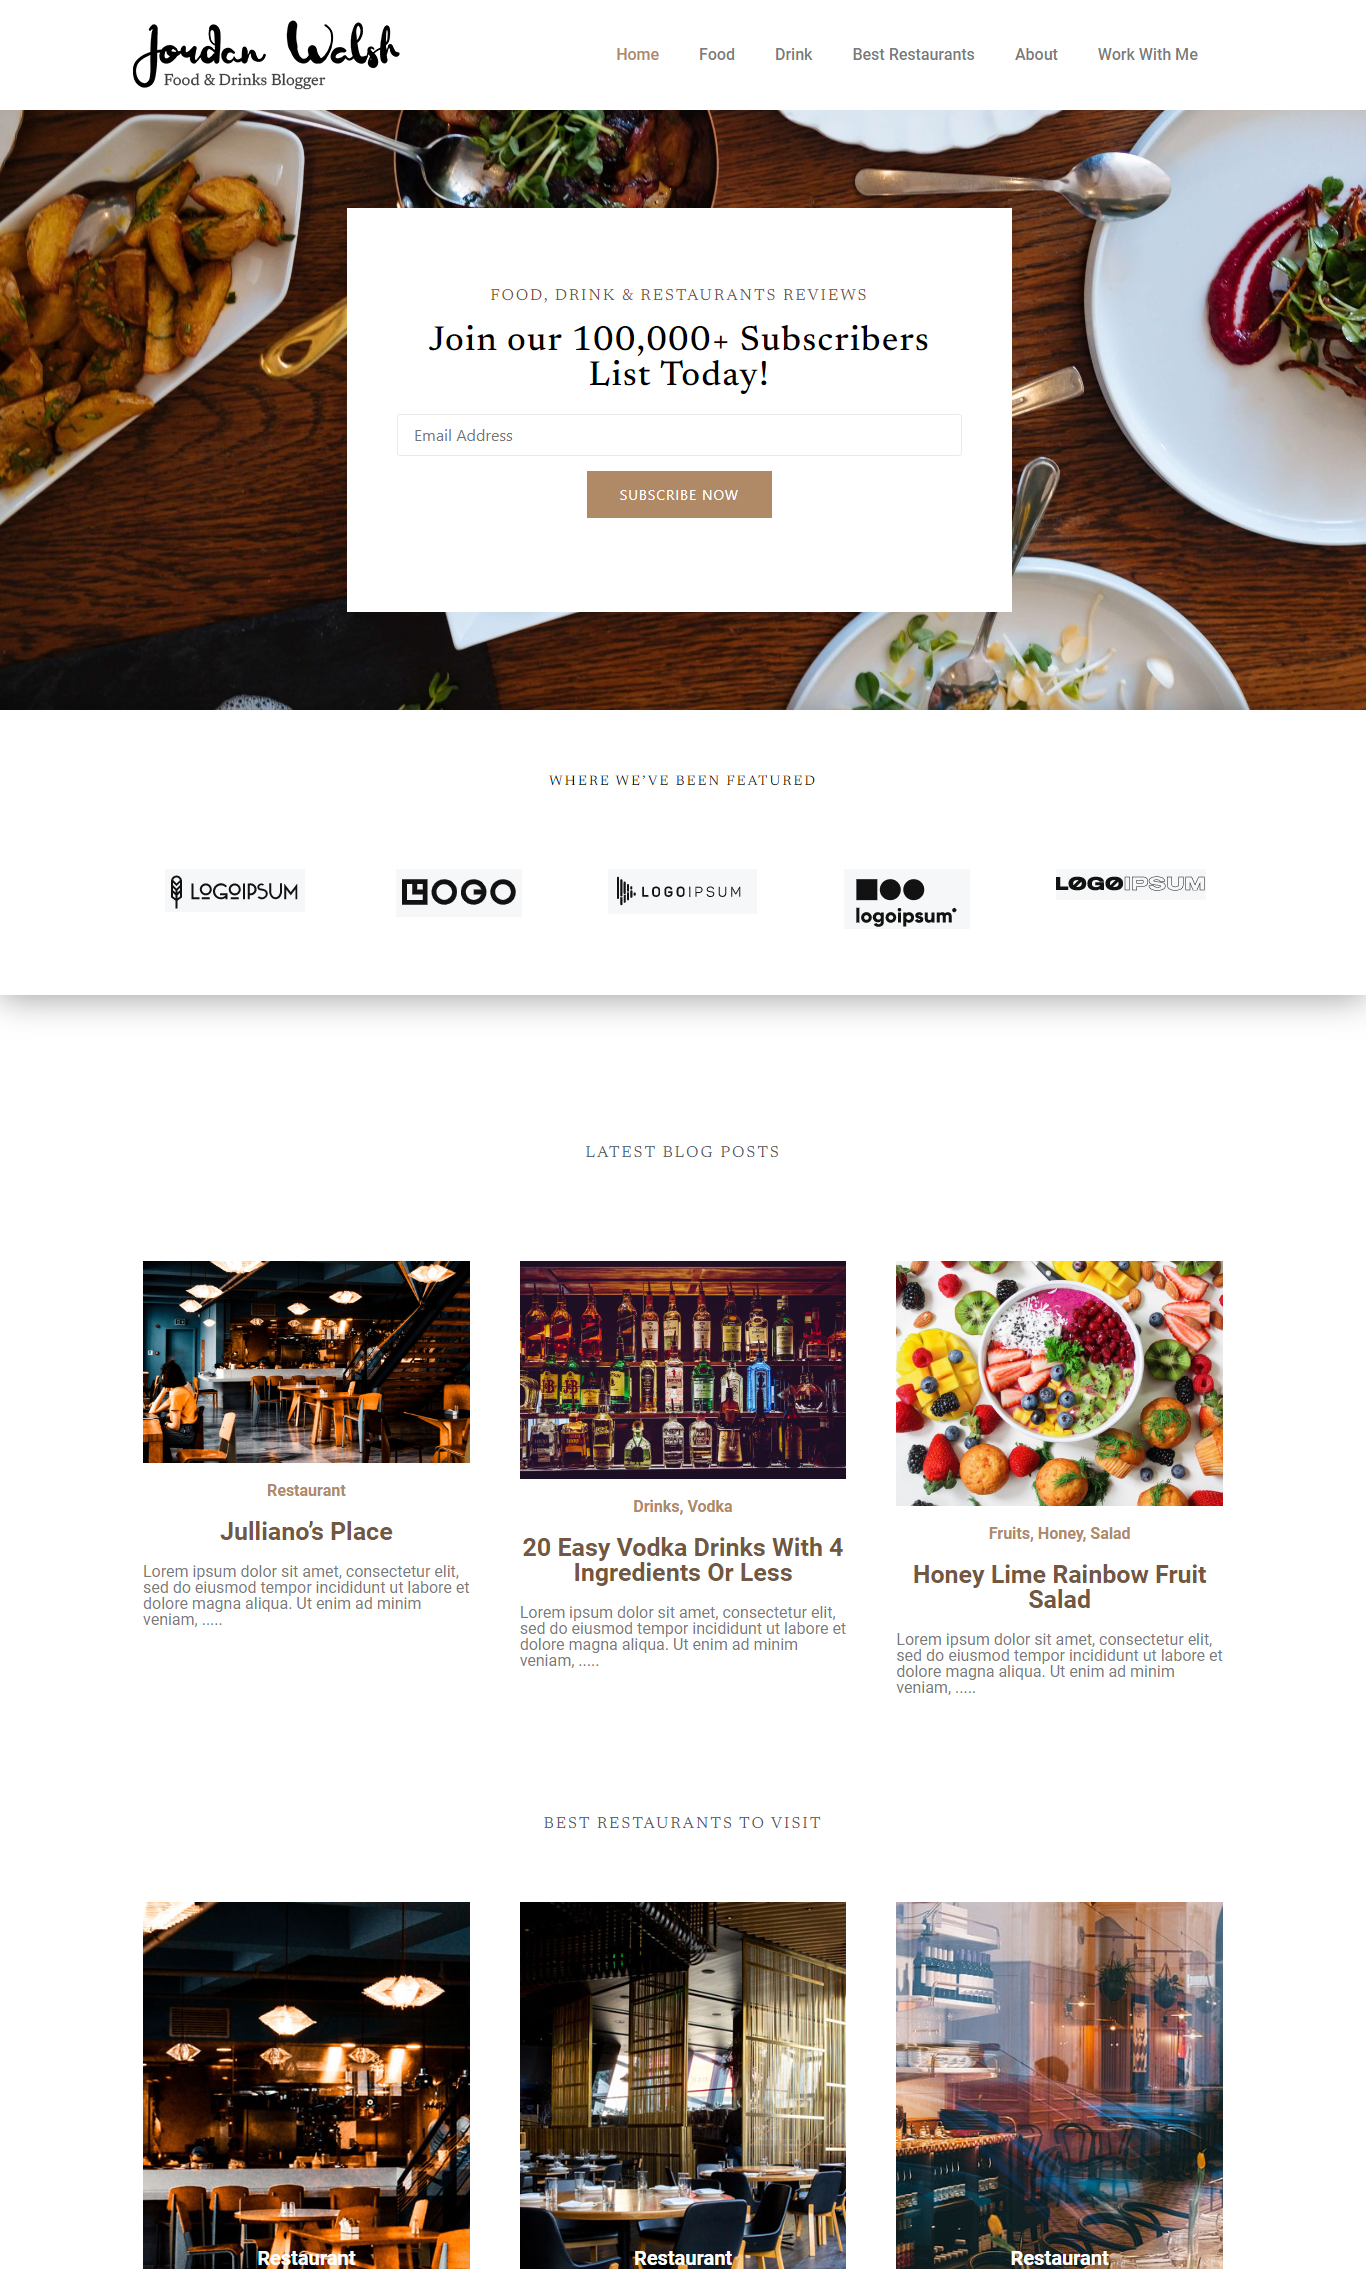 Jordan Walsh
Food & Drinks Blogger
Home
Food
Drink
Best Restaurants
About
Work With Me
FOOD, DRINK & RESTAURANTS REVIEWS
Join our 100,000+ Subscribers
List Today!
Email Address
SUBSCRIBE NOW
WHERE WE’VE BEEN FEATURED
LOGOIPSUM
LOGO
LOGOIPSUM
logoipsum
LOGOIPSUM
LATEST BLOG POSTS
Restaurant
Julliano’s Place
Lorem ipsum dolor sit amet, consectetur elit,
sed do eiusmod tempor incididunt ut labore et
dolore magna aliqua. Ut enim ad minim
veniam, .....
Drinks, Vodka
20 Easy Vodka Drinks With 4
Ingredients Or Less
Lorem ipsum dolor sit amet, consectetur elit,
sed do eiusmod tempor incididunt ut labore et
dolore magna aliqua. Ut enim ad minim
veniam, .....
Fruits, Honey, Salad
Honey Lime Rainbow Fruit
Salad
Lorem ipsum dolor sit amet, consectetur elit,
sed do eiusmod tempor incididunt ut labore et
dolore magna aliqua. Ut enim ad minim
veniam, .....
BEST RESTAURANTS TO VISIT
Restaurant
Restaurant
Restaurant